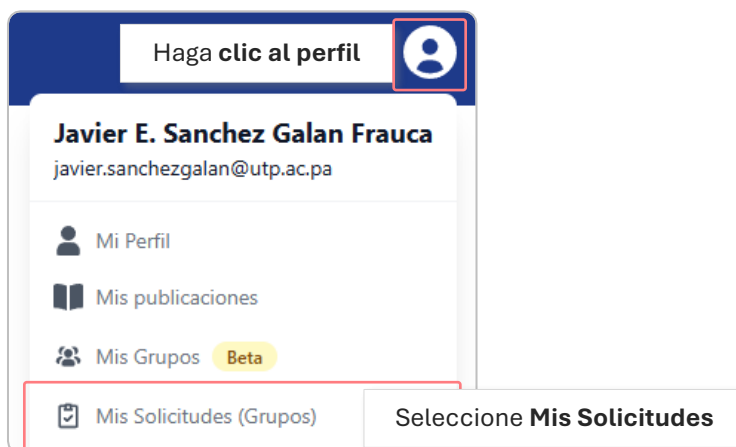 Haga clic al perfil
Javier E. Sanchez Galan Frauca
javier.sanchezgalan@utp.ac.pa
Mi Perfil
Mis publicaciones
Mis Grupos Beta
Mis Solicitudes (Grupos)
Seleccione Mis Solicitudes